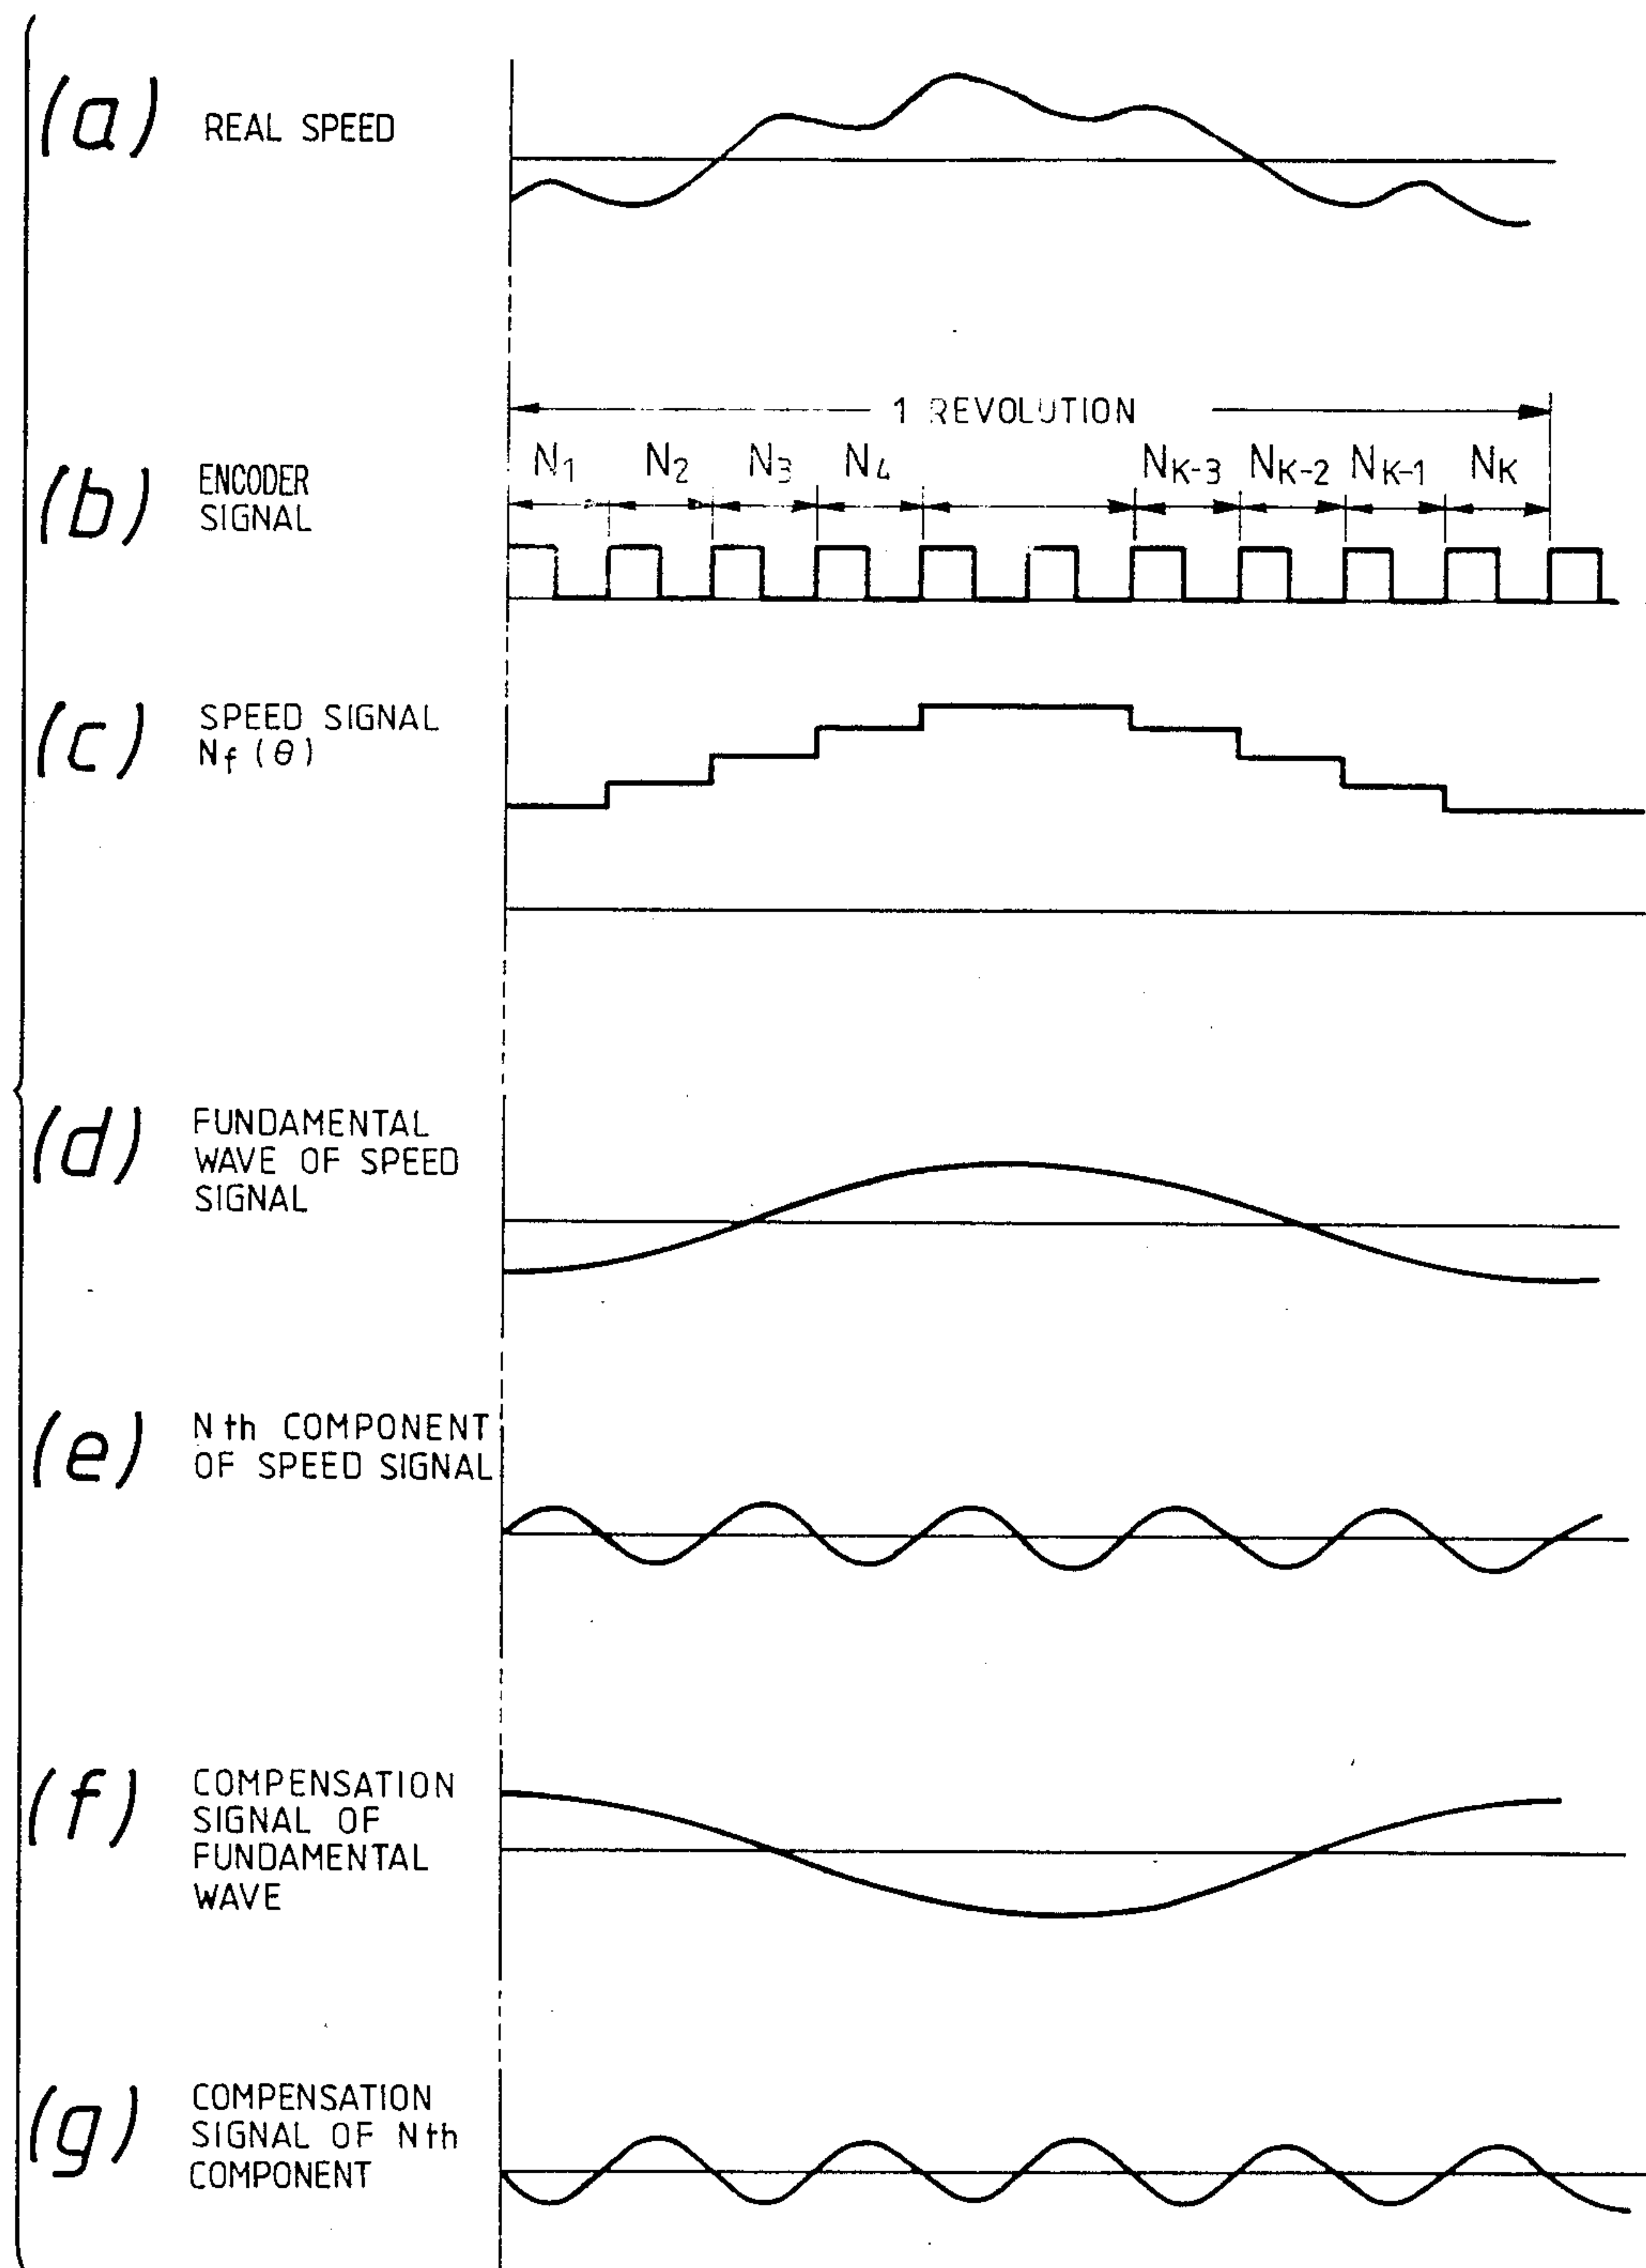 (a) REAL SPEED
1 REVOLUTION
N1 N2 N3 N4 NK-3 NK-2 NK-1 NK
(b) ENCODER
SIGNAL
(c) SPEED SIGNAL
Nf (θ)
(d) FUNDAMENTAL
WAVE OF SPEED
SIGNAL
(e) Nth COMPONENT
OF SPEED SIGNAL
(f) COMPENSATION
SIGNAL OF
FUNDAMENTAL
WAVE
(g) COMPENSATION
SIGNAL OF Nth
COMPONENT